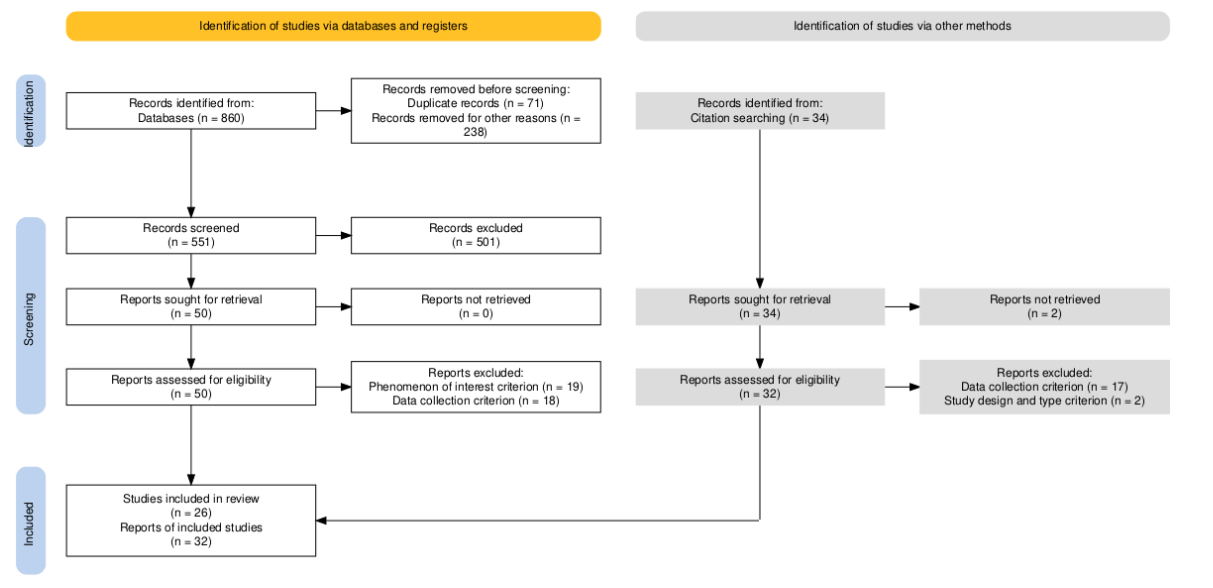 Identification of studies via databases and registers
Identification of studies via other methods
Identification
Records identified from:
Databases (n = 860)
Records removed before screening:
Duplicate records (n = 71)
Records removed for other reasons (n =
238)
Records identified from:
Citation searching (n = 34)
Screening
Records screened
(n = 551)
Records excluded
(n = 501)
Reports sought for retrieval
(n = 50)
Reports not retrieved
(n = 0)
Reports sought for retrieval
(n = 34)
Reports not retrieved
(n = 2)
Reports assessed for eligibility
(n = 50)
Reports excluded:
Phenomenon of interest criterion (n = 19)
Data collection criterion (n = 18)
Reports assessed for eligibility
(n = 32)
Reports excluded:
Data collection criterion (n = 17)
Study design and type criterion (n = 2)
Included
Studies included in review
(n = 26)
Reports of included studies
(n = 32)